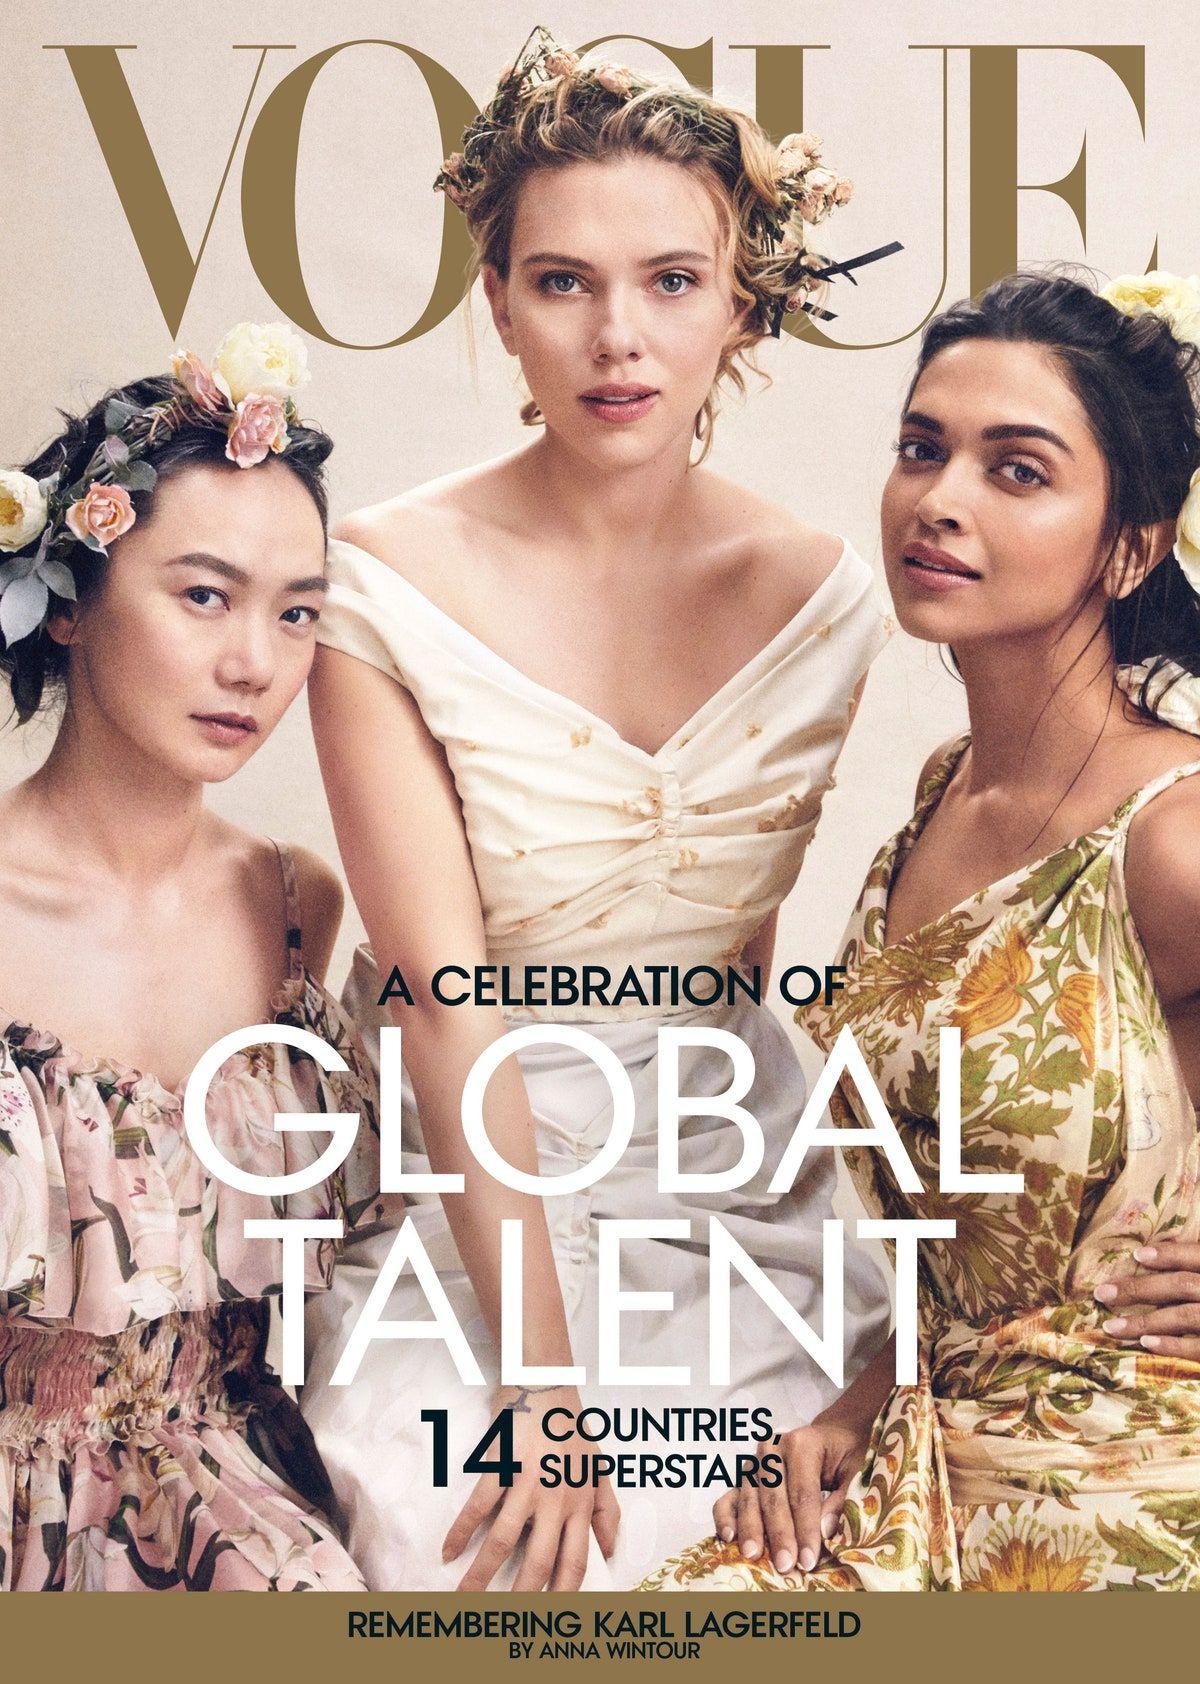 VOGUE
A CELEBRATION OF
GLOBAL
TALENT
14 COUNTRIES,
SUPERSTARS
REMEMBERING KARL LAGERFELD
BY ANNA WINTOUR